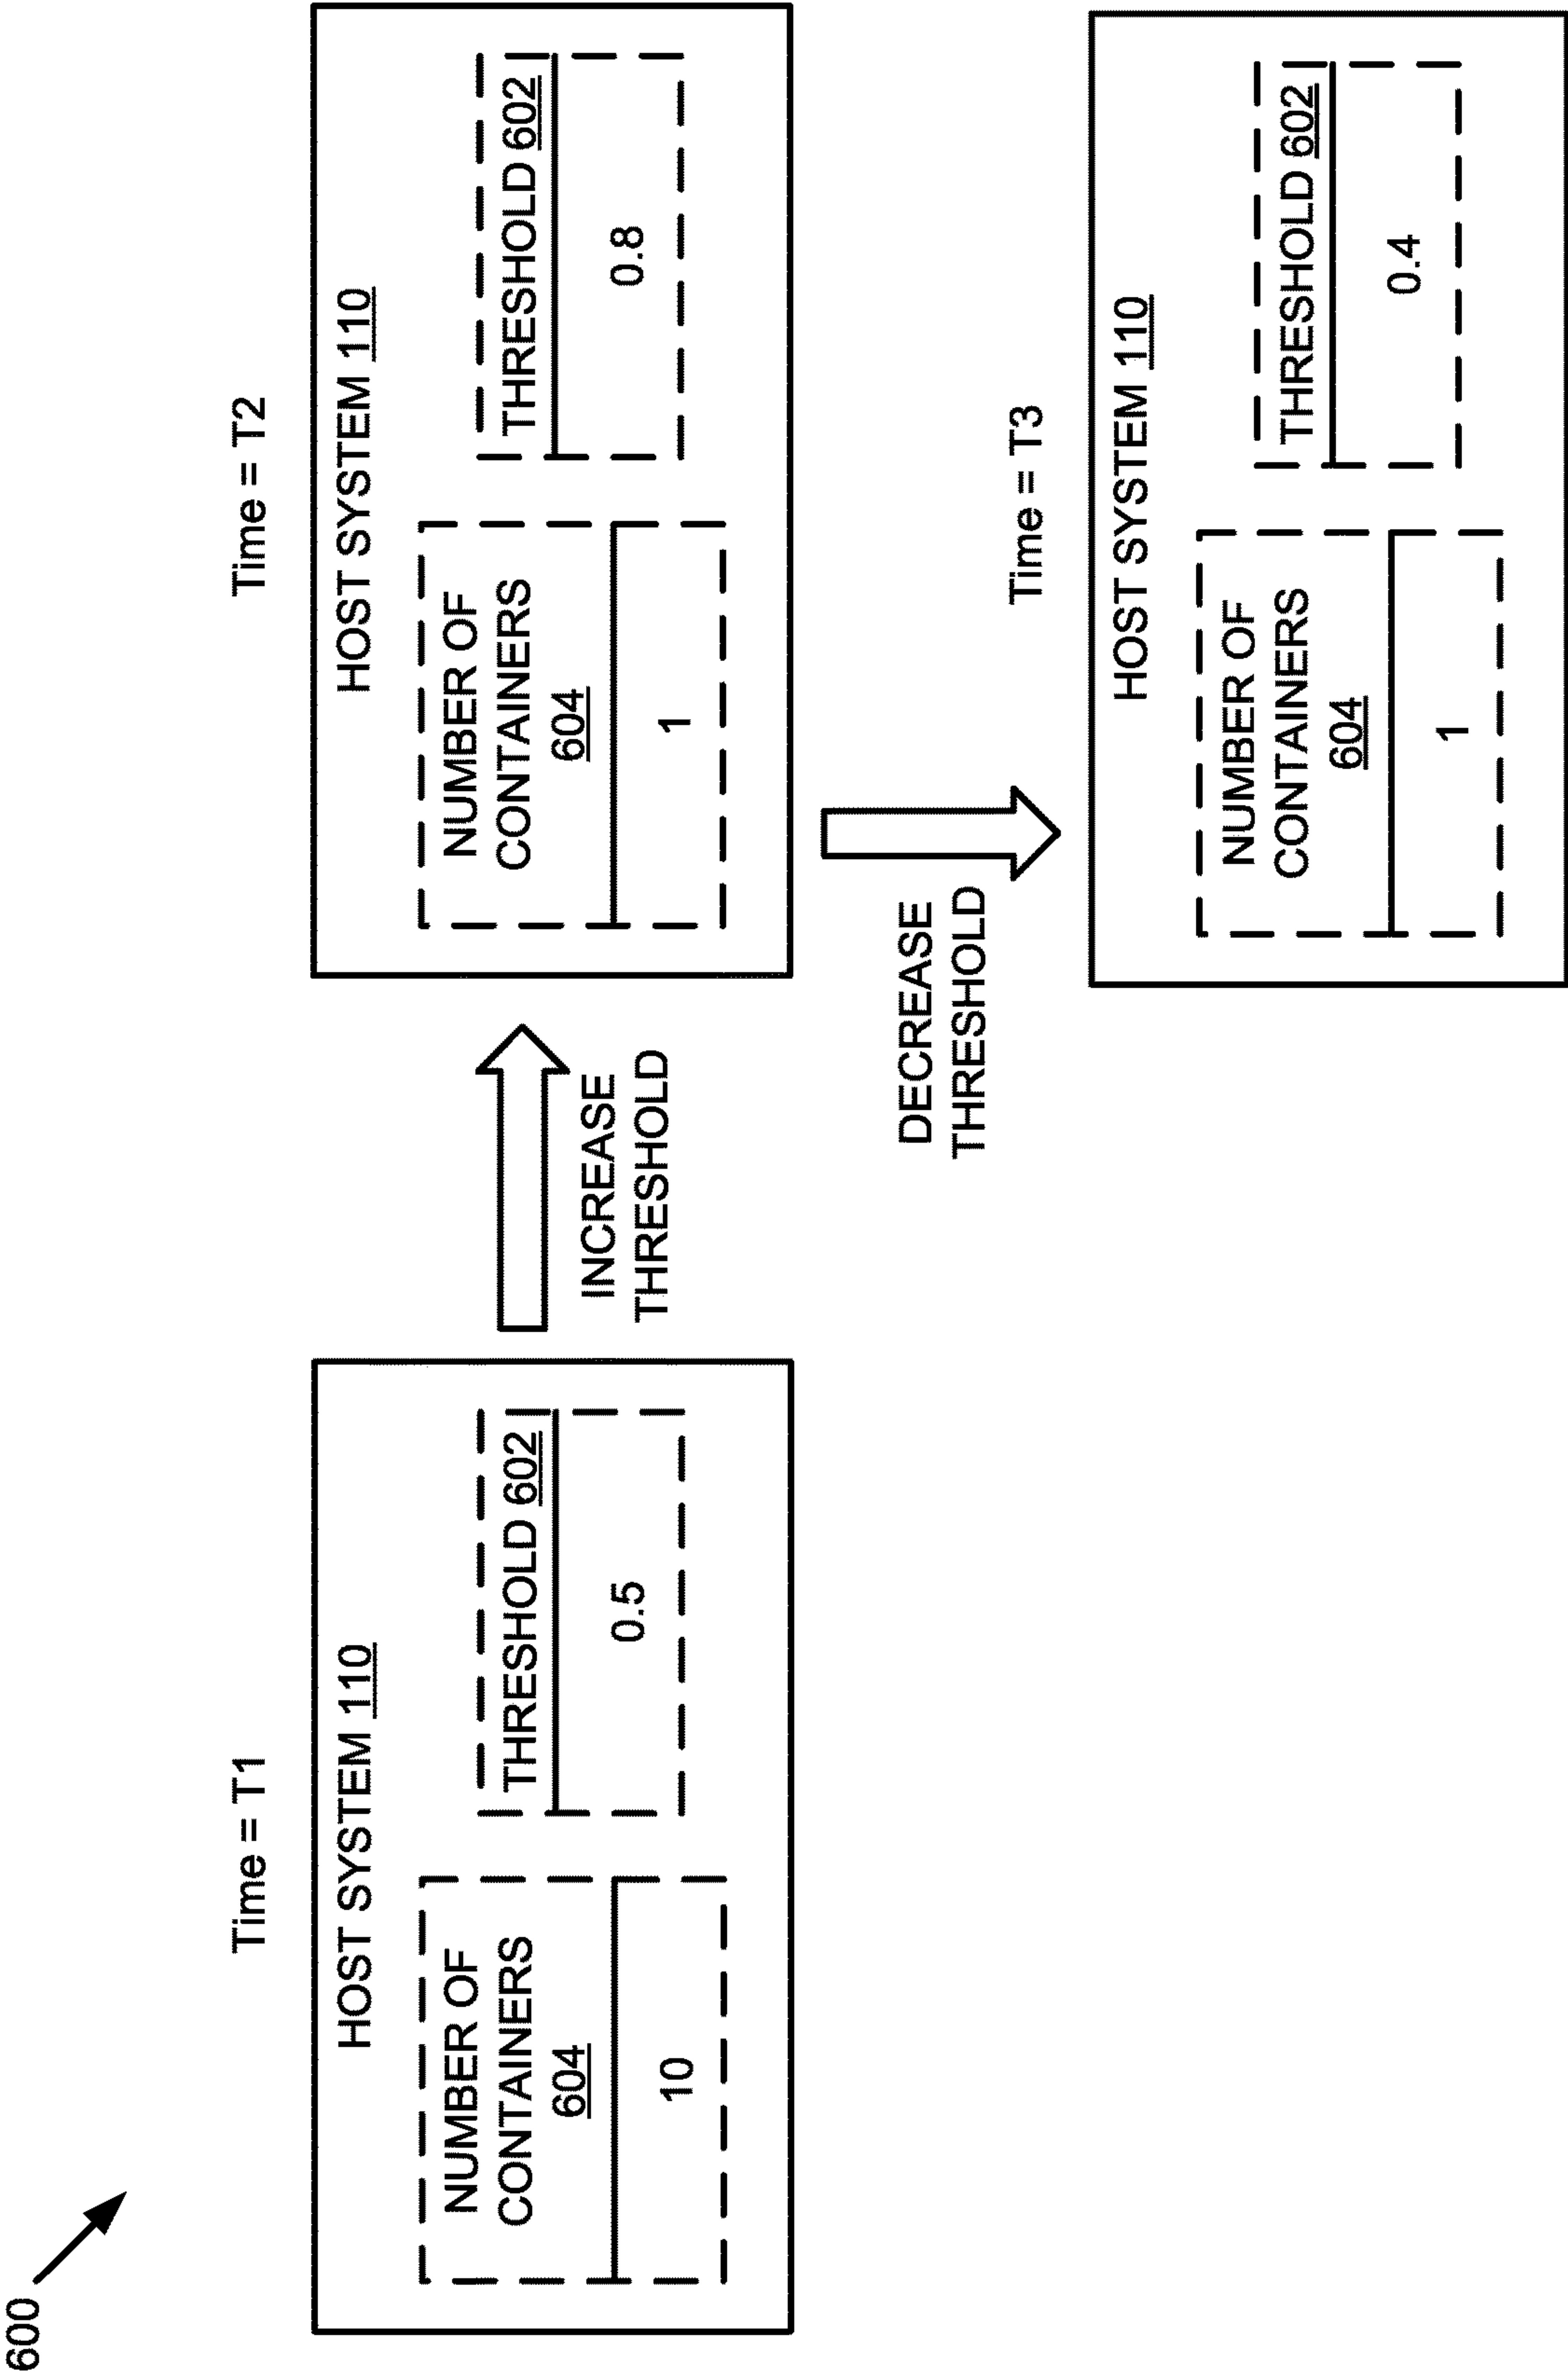 600
Time = T1
HOST SYSTEM 110
NUMBER OF
CONTAINERS
604
10
THRESHOLD 602
0.5
INCREASE
THRESHOLD
Time = T2
HOST SYSTEM 110
NUMBER OF
CONTAINERS
604
1
THRESHOLD 602
0.8
DECREASE
THRESHOLD
Time = T3
HOST SYSTEM 110
NUMBER OF
CONTAINERS
604
1
THRESHOLD 602
0.4